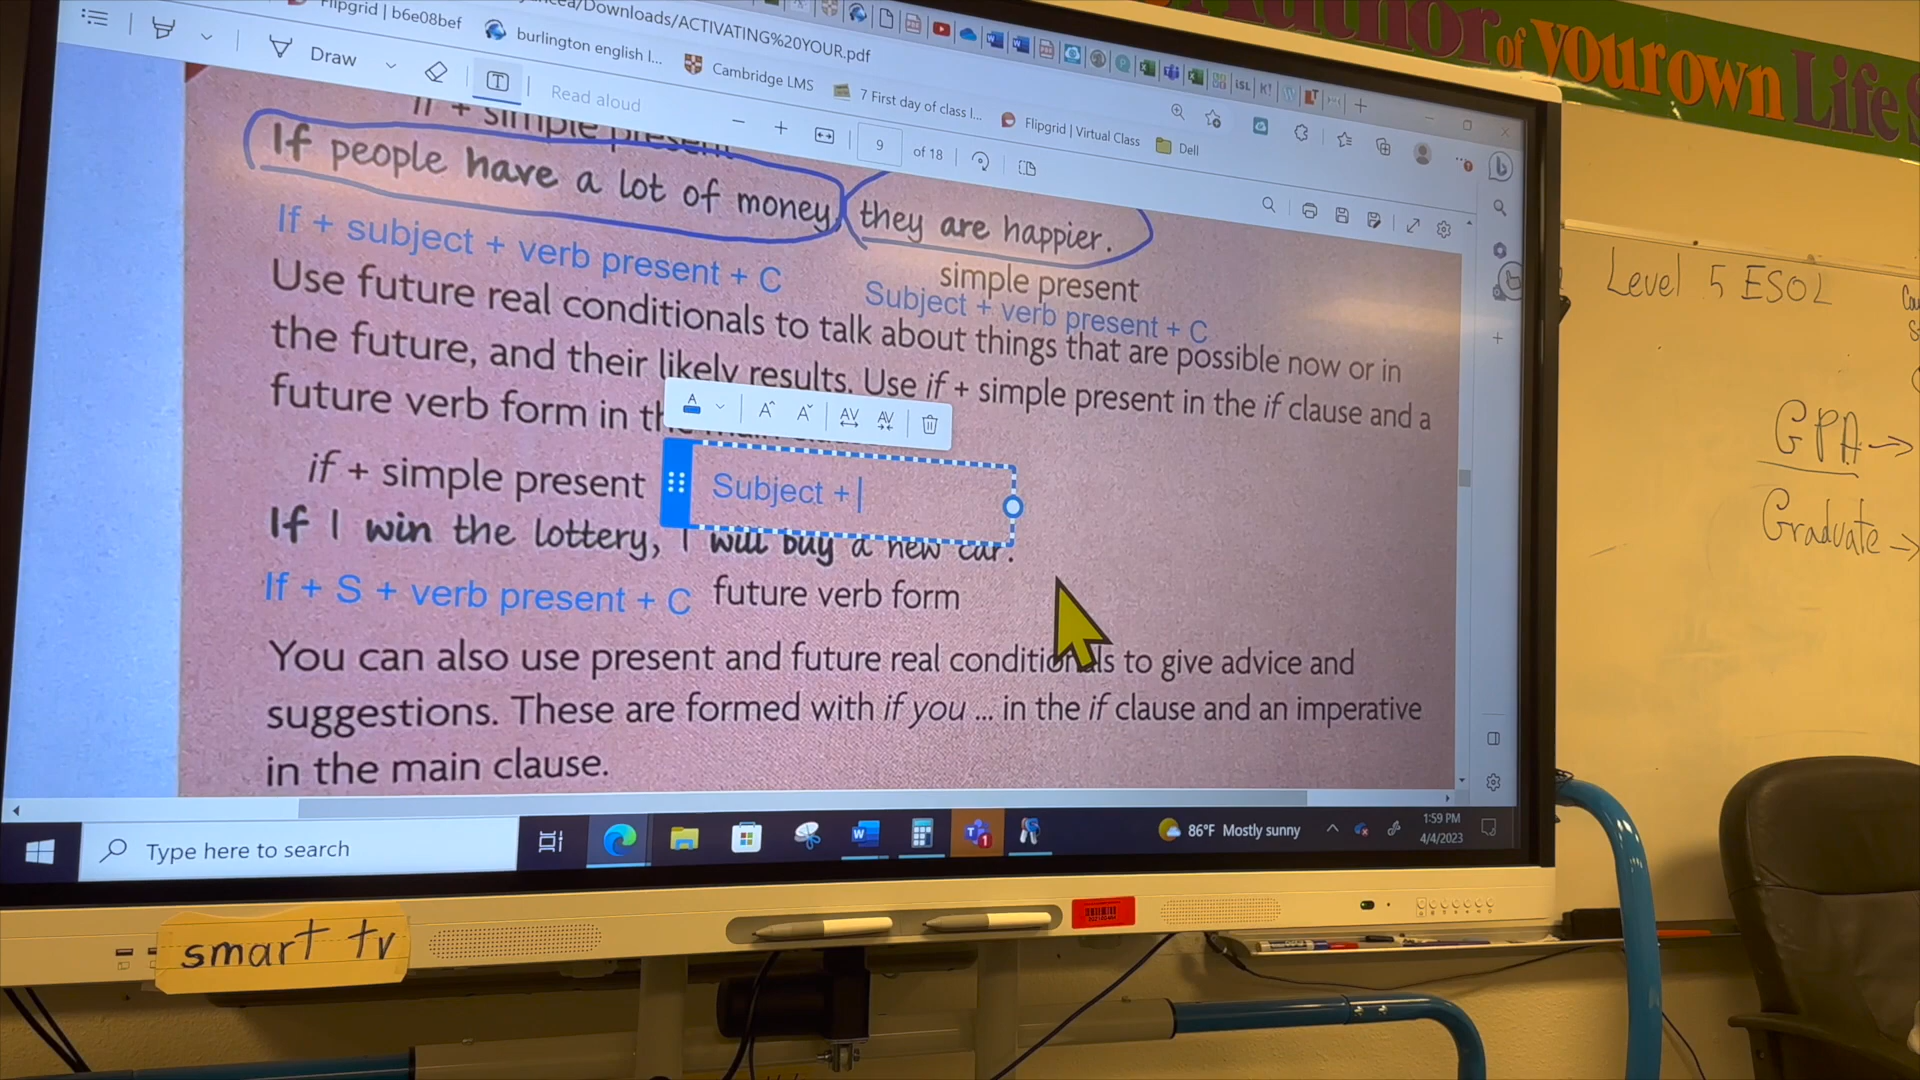 Author of your own Life S
Flipgrid | b6e08bef
/Downloads/ACTIVATING%20YOUR.pdf
burlington english l...
Cambridge LMS
7 First day of class l...
Flipgrid | Virtual Class
Dell
Draw
Read aloud
9 of 18
If + simple present
If people have a lot of money, they are happier.
If + subject + verb present + C
simple present
Subject + verb present + C
Use future real conditionals to talk about things that are possible now or in
the future, and their likely results. Use if + simple present in the if clause and a
future verb form in the main clause.
if + simple present
Subject +
If I win the lottery, I will buy a new car.
If + S + verb present + C
future verb form
You can also use present and future real conditionals to give advice and
suggestions. These are formed with if you ... in the if clause and an imperative
in the main clause.
Type here to search
86°F Mostly sunny
1:59 PM
4/4/2023
smart tv
Level 5 ESOL
GPA →
Graduate →